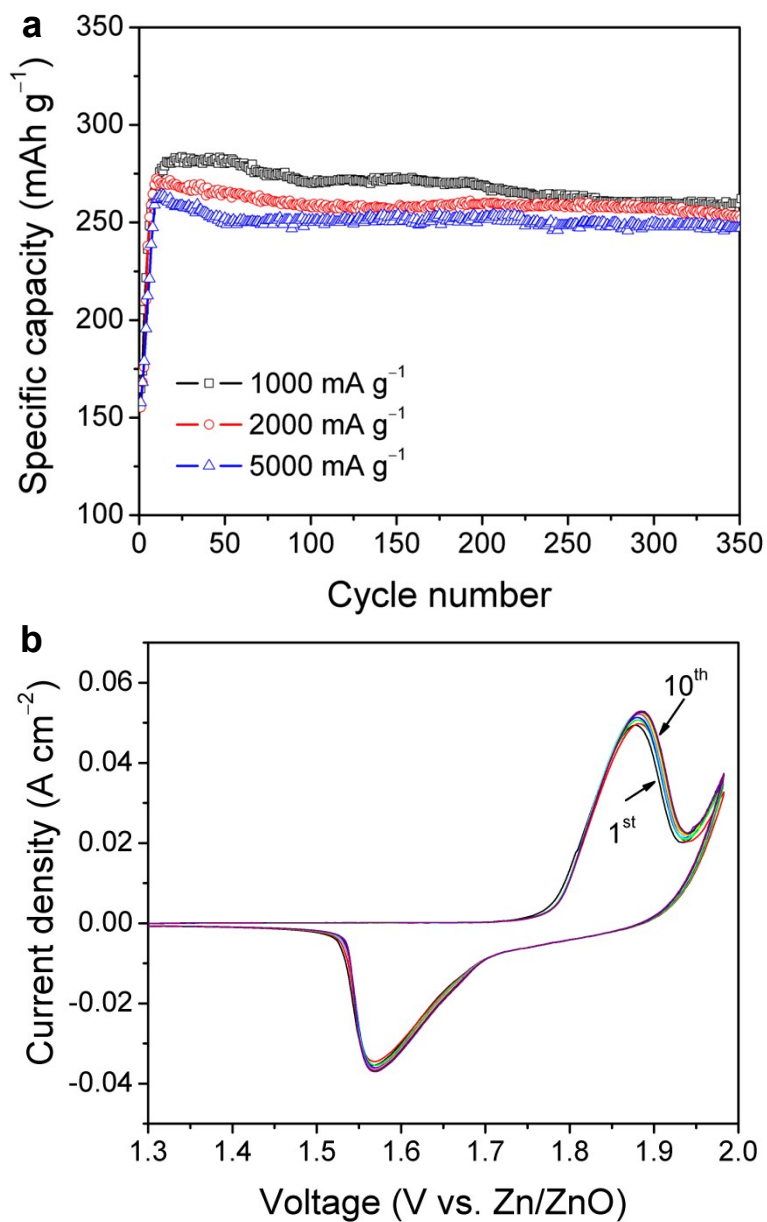 a
Specific capacity (mAh g⁻¹)
350
300
250
200
150
100
1000 mA g⁻¹
2000 mA g⁻¹
5000 mA g⁻¹
0 50 100 150 200 250 300 350
Cycle number
b
Current density (A cm⁻²)
0.06
0.04
0.02
0.00
-0.02
-0.04
10th
1st
1.3 1.4 1.5 1.6 1.7 1.8 1.9 2.0
Voltage (V vs. Zn/ZnO)